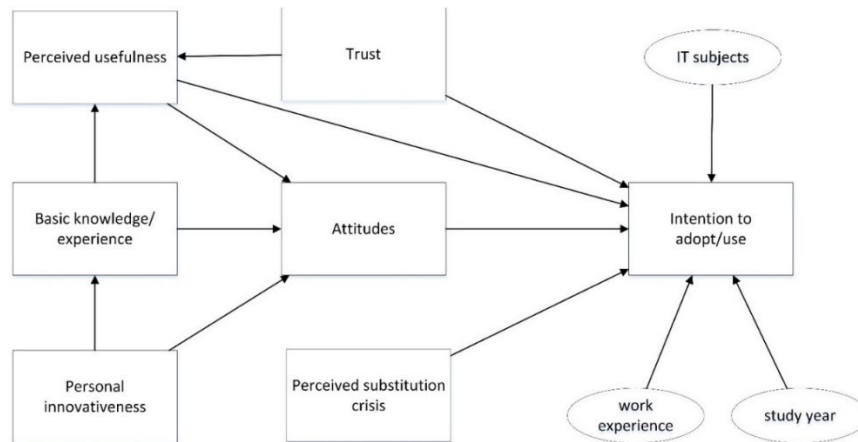 Perceived usefulness
Trust
IT subjects
Basic knowledge/
experience
Attitudes
Intention to
adopt/use
Personal
innovativeness
Perceived substitution
crisis
work
experience
study year